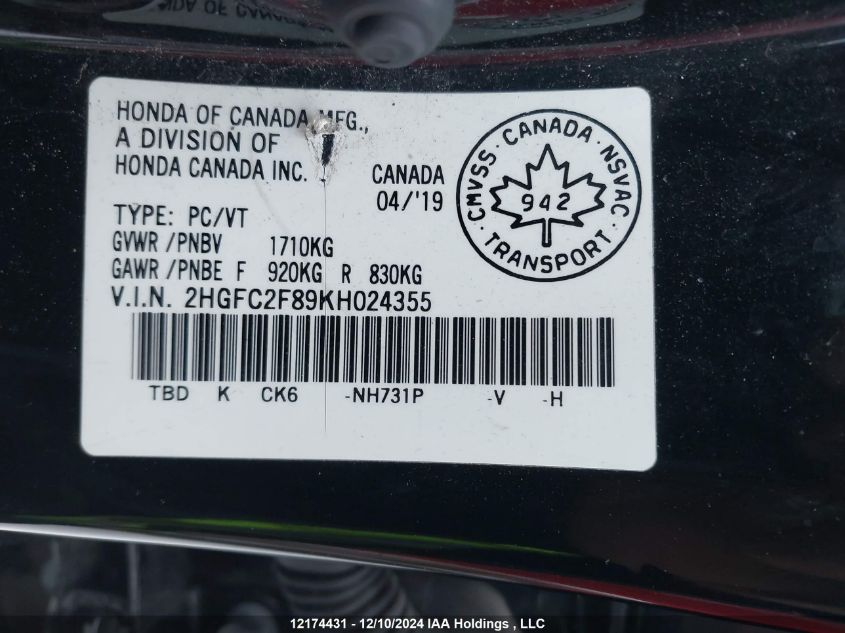 HONDA OF CANADA MFG.,
A DIVISION OF
HONDA CANADA INC.
CANADA
04/'19
TYPE: PC/VT
GVWR /PNBV 1710KG
GAWR /PNBE F 920KG R 830KG
V.I.N. 2HGFC2F89KH024355
TBD K CK6 -NH731P -V -H
CMVSS · CANADA · NSVAC · TRANSPORT ·
942
12174431 - 12/10/2024 IAA Holdings , LLC